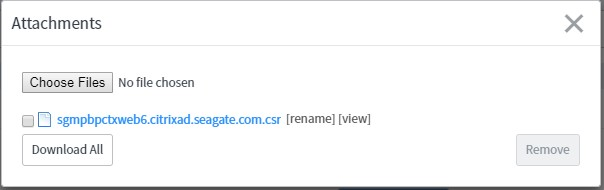 Attachments
Choose Files No file chosen
sgmpbpctxweb6.citrixad.seagate.com.csr [rename] [view]
Download All Remove